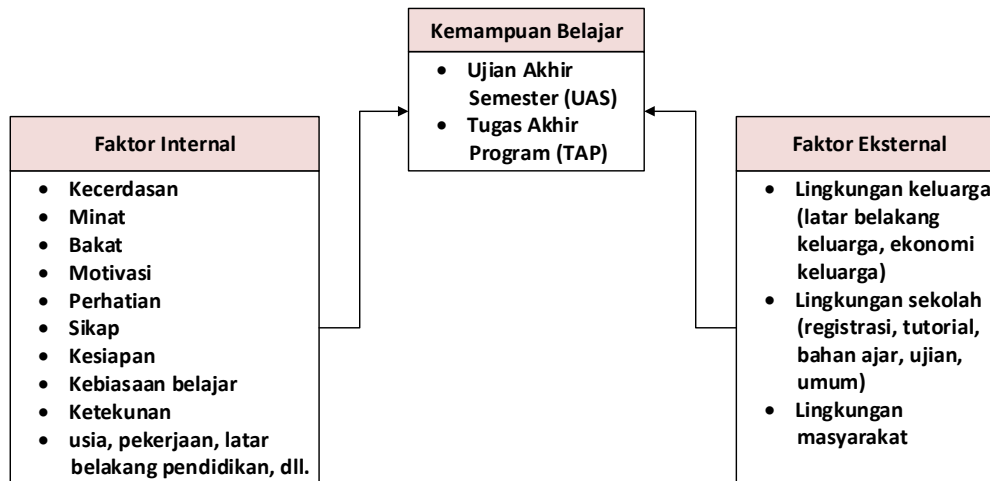 Kemampuan Belajar
• Ujian Akhir
Semester (UAS)
• Tugas Akhir
Program (TAP)
Faktor Internal
• Kecerdasan
• Minat
• Bakat
• Motivasi
• Perhatian
• Sikap
• Kesiapan
• Kebiasaan belajar
• Ketekunan
• usia, pekerjaan, latar
belakang pendidikan, dll.
Faktor Eksternal
• Lingkungan keluarga
(latar belakang
keluarga, ekonomi
keluarga)
• Lingkungan sekolah
(registrasi, tutorial,
bahan ajar, ujian,
umum)
• Lingkungan
masyarakat